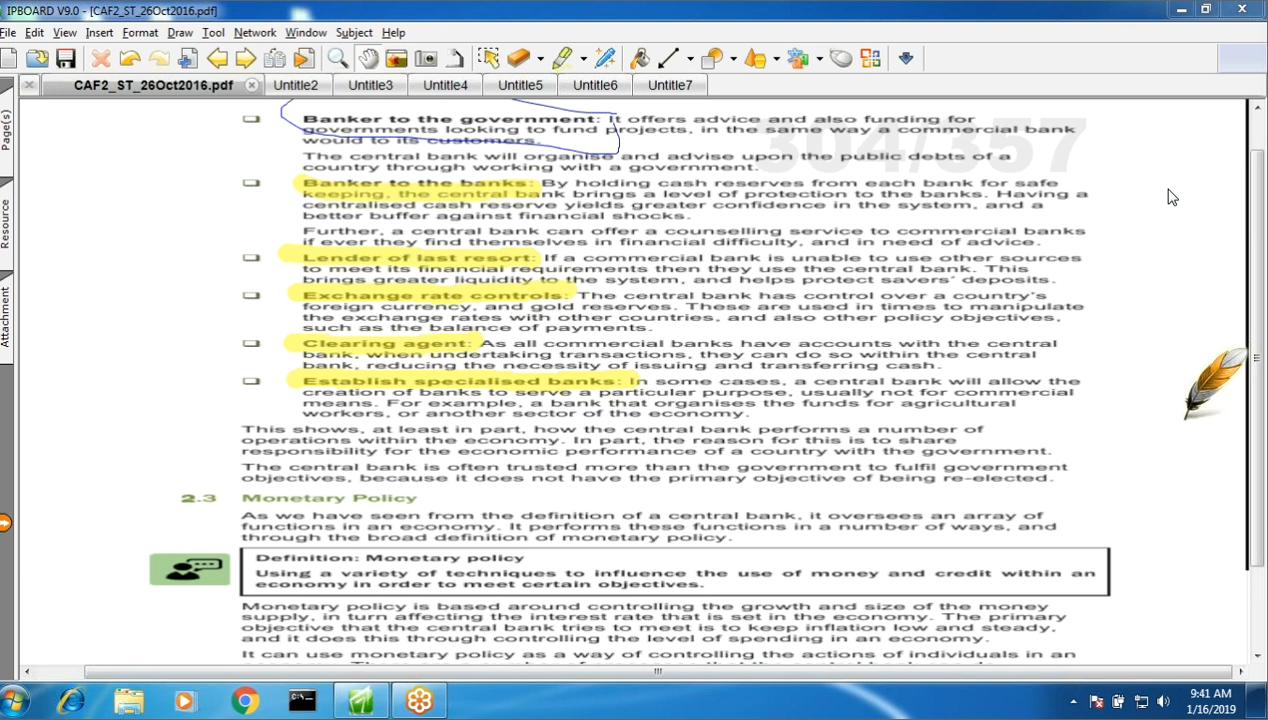 IPBOARD V9.0 - [CAF2_ST_26Oct2016.pdf]
File Edit View Insert Format Draw Tool Network Window Subject Help
CAF2_ST_26Oct2016.pdf Untitle2 Untitle3 Untitle4 Untitle5 Untitle6 Untitle7
Page(s)
Resource
Attachment
304/357
Banker to the government: It offers advice and also funding for
governments looking to fund projects, in the same way a commercial bank
would to its customers.
The central bank will organise and advise upon the public debts of a
country through working with a government.
Banker to the banks: By holding cash reserves from each bank for safe
keeping, the central bank brings a level of protection to the banks. Having a
centralised cash reserve yields greater confidence in the system, and a
better buffer against financial shocks.
Further, a central bank can offer a counselling service to commercial banks
if ever they find themselves in financial difficulty, and in need of advice.
Lender of last resort: If a commercial bank is unable to use other sources
to meet its financial requirements then they use the central bank. This
brings greater liquidity to the system, and helps protect savers' deposits.
Exchange rate controls: The central bank has control over a country's
foreign currency, and gold reserves. These are used in times to manipulate
the exchange rates with other countries, and also other policy objectives,
such as the balance of payments.
Clearing agent: As all commercial banks have accounts with the central
bank, when undertaking transactions, they can do so within the central
bank, reducing the necessity of issuing and transferring cash.
Establish specialised banks: In some cases, a central bank will allow the
creation of banks to serve a particular purpose, usually not for commercial
means. For example, a bank that organises the funds for agricultural
workers, or another sector of the economy.
This shows, at least in part, how the central bank performs a number of
operations within the economy. In part, the reason for this is to share
responsibility for the economic performance of a country with the government.
The central bank is often trusted more than the government to fulfil government
objectives, because it does not have the primary objective of being re-elected.
2.3 Monetary Policy
As we have seen from the definition of a central bank, it oversees an array of
functions in an economy. It performs these functions in a number of ways, and
through the broad definition of monetary policy.
Definition: Monetary policy
Using a variety of techniques to influence the use of money and credit within an
economy in order to meet certain objectives.
Monetary policy is based around controlling the growth and size of the money
supply, in turn affecting the interest rate that is set in the economy. The primary
objective that the central bank tries to meet is to keep inflation low and steady,
and it does this through controlling the level of spending in an economy.
It can use monetary policy as a way of controlling the actions of individuals in an
9:41 AM
1/16/2019